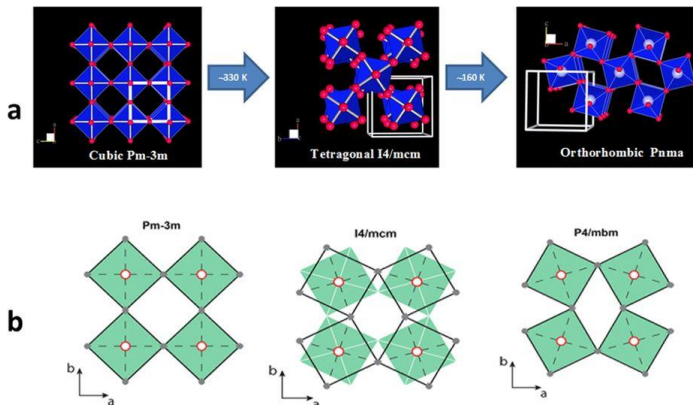 ~330 K
~160 K
a
Cubic Pm-3m
Tetragonal I4/mcm
Orthorhombic Pnma
Pm-3m
I4/mcm
P4/mbm
b
b
a
b
a
b
a